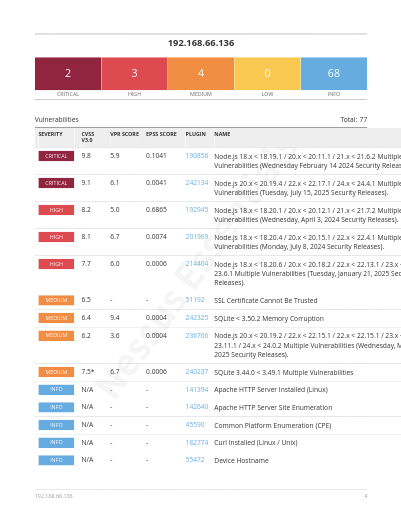 192.168.66.136
2 3 4 0 68
CRITICAL HIGH MEDIUM LOW INFO
Vulnerabilities Total: 77
SEVERITY CVSS V3.0 VPR SCORE EPSS SCORE PLUGIN NAME
CRITICAL 9.8 5.9 0.1041 190856 Node.js 18.x < 18.19.1 / 20.x < 20.11.1 / 21.x < 21.6.2 Multiple
Vulnerabilities (Wednesday February 14 2024 Security Releases).
CRITICAL 9.1 6.1 0.0041 242134 Node.js 20.x < 20.19.4 / 22.x < 22.17.1 / 24.x < 24.4.1 Multiple
Vulnerabilities (Tuesday, July 15, 2025 Security Releases).
HIGH 8.2 5.0 0.6865 192945 Node.js 18.x < 18.20.1 / 20.x < 20.12.1 / 21.x < 21.7.2 Multiple
Vulnerabilities (Wednesday, April 3, 2024 Security Releases).
HIGH 8.1 6.7 0.0074 201969 Node.js 18.x < 18.20.4 / 20.x < 20.15.1 / 22.x < 22.4.1 Multiple
Vulnerabilities (Monday, July 8, 2024 Security Releases).
HIGH 7.7 6.0 0.0006 214404 Node.js 18.x < 18.20.6 / 20.x < 20.18.2 / 22.x < 22.13.1 / 23.x <
23.6.1 Multiple Vulnerabilities (Tuesday, January 21, 2025 Sec
Releases).
MEDIUM 6.5 - - 51192 SSL Certificate Cannot Be Trusted
MEDIUM 6.4 9.4 0.0004 242325 SQLite < 3.50.2 Memory Corruption
MEDIUM 6.2 3.6 0.0004 236766 Node.js 20.x < 20.19.2 / 22.x < 22.15.1 / 22.x < 22.15.1 / 23.x <
23.11.1 / 24.x < 24.0.2 Multiple Vulnerabilities (Wednesday, M
2025 Security Releases).
MEDIUM 7.5* 6.7 0.0006 240237 SQLite 3.44.0 < 3.49.1 Multiple Vulnerabilities
INFO N/A - - 141394 Apache HTTP Server Installed (Linux)
INFO N/A - - 142640 Apache HTTP Server Site Enumeration
INFO N/A - - 45590 Common Platform Enumeration (CPE)
INFO N/A - - 182774 Curl Installed (Linux / Unix)
INFO N/A - - 55472 Device Hostname
192.168.66.136 4
Nessus Essentials